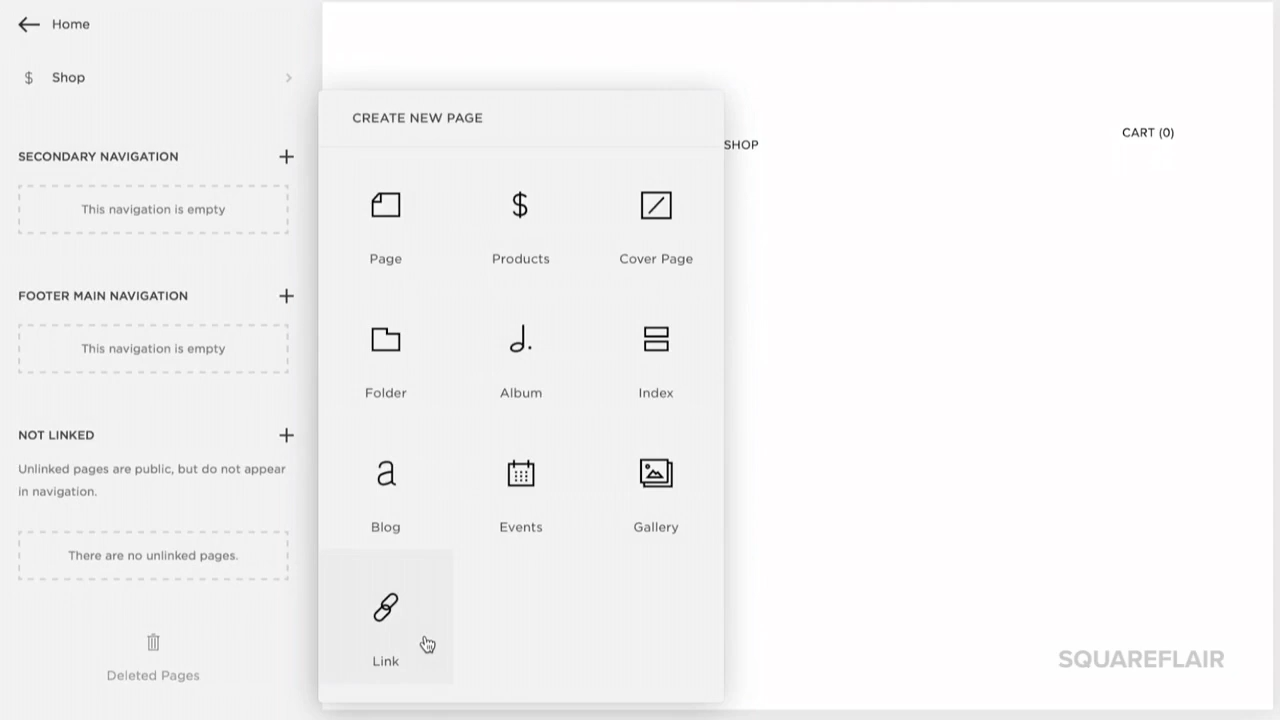 Home
$ Shop
SECONDARY NAVIGATION
This navigation is empty
FOOTER MAIN NAVIGATION
This navigation is empty
NOT LINKED
Unlinked pages are public, but do not appear
in navigation.
There are no unlinked pages.
Deleted Pages
CREATE NEW PAGE
Page
Products
Cover Page
Folder
Album
Index
Blog
Events
Gallery
Link
SHOP
CART (0)
SQUAREFLAIR